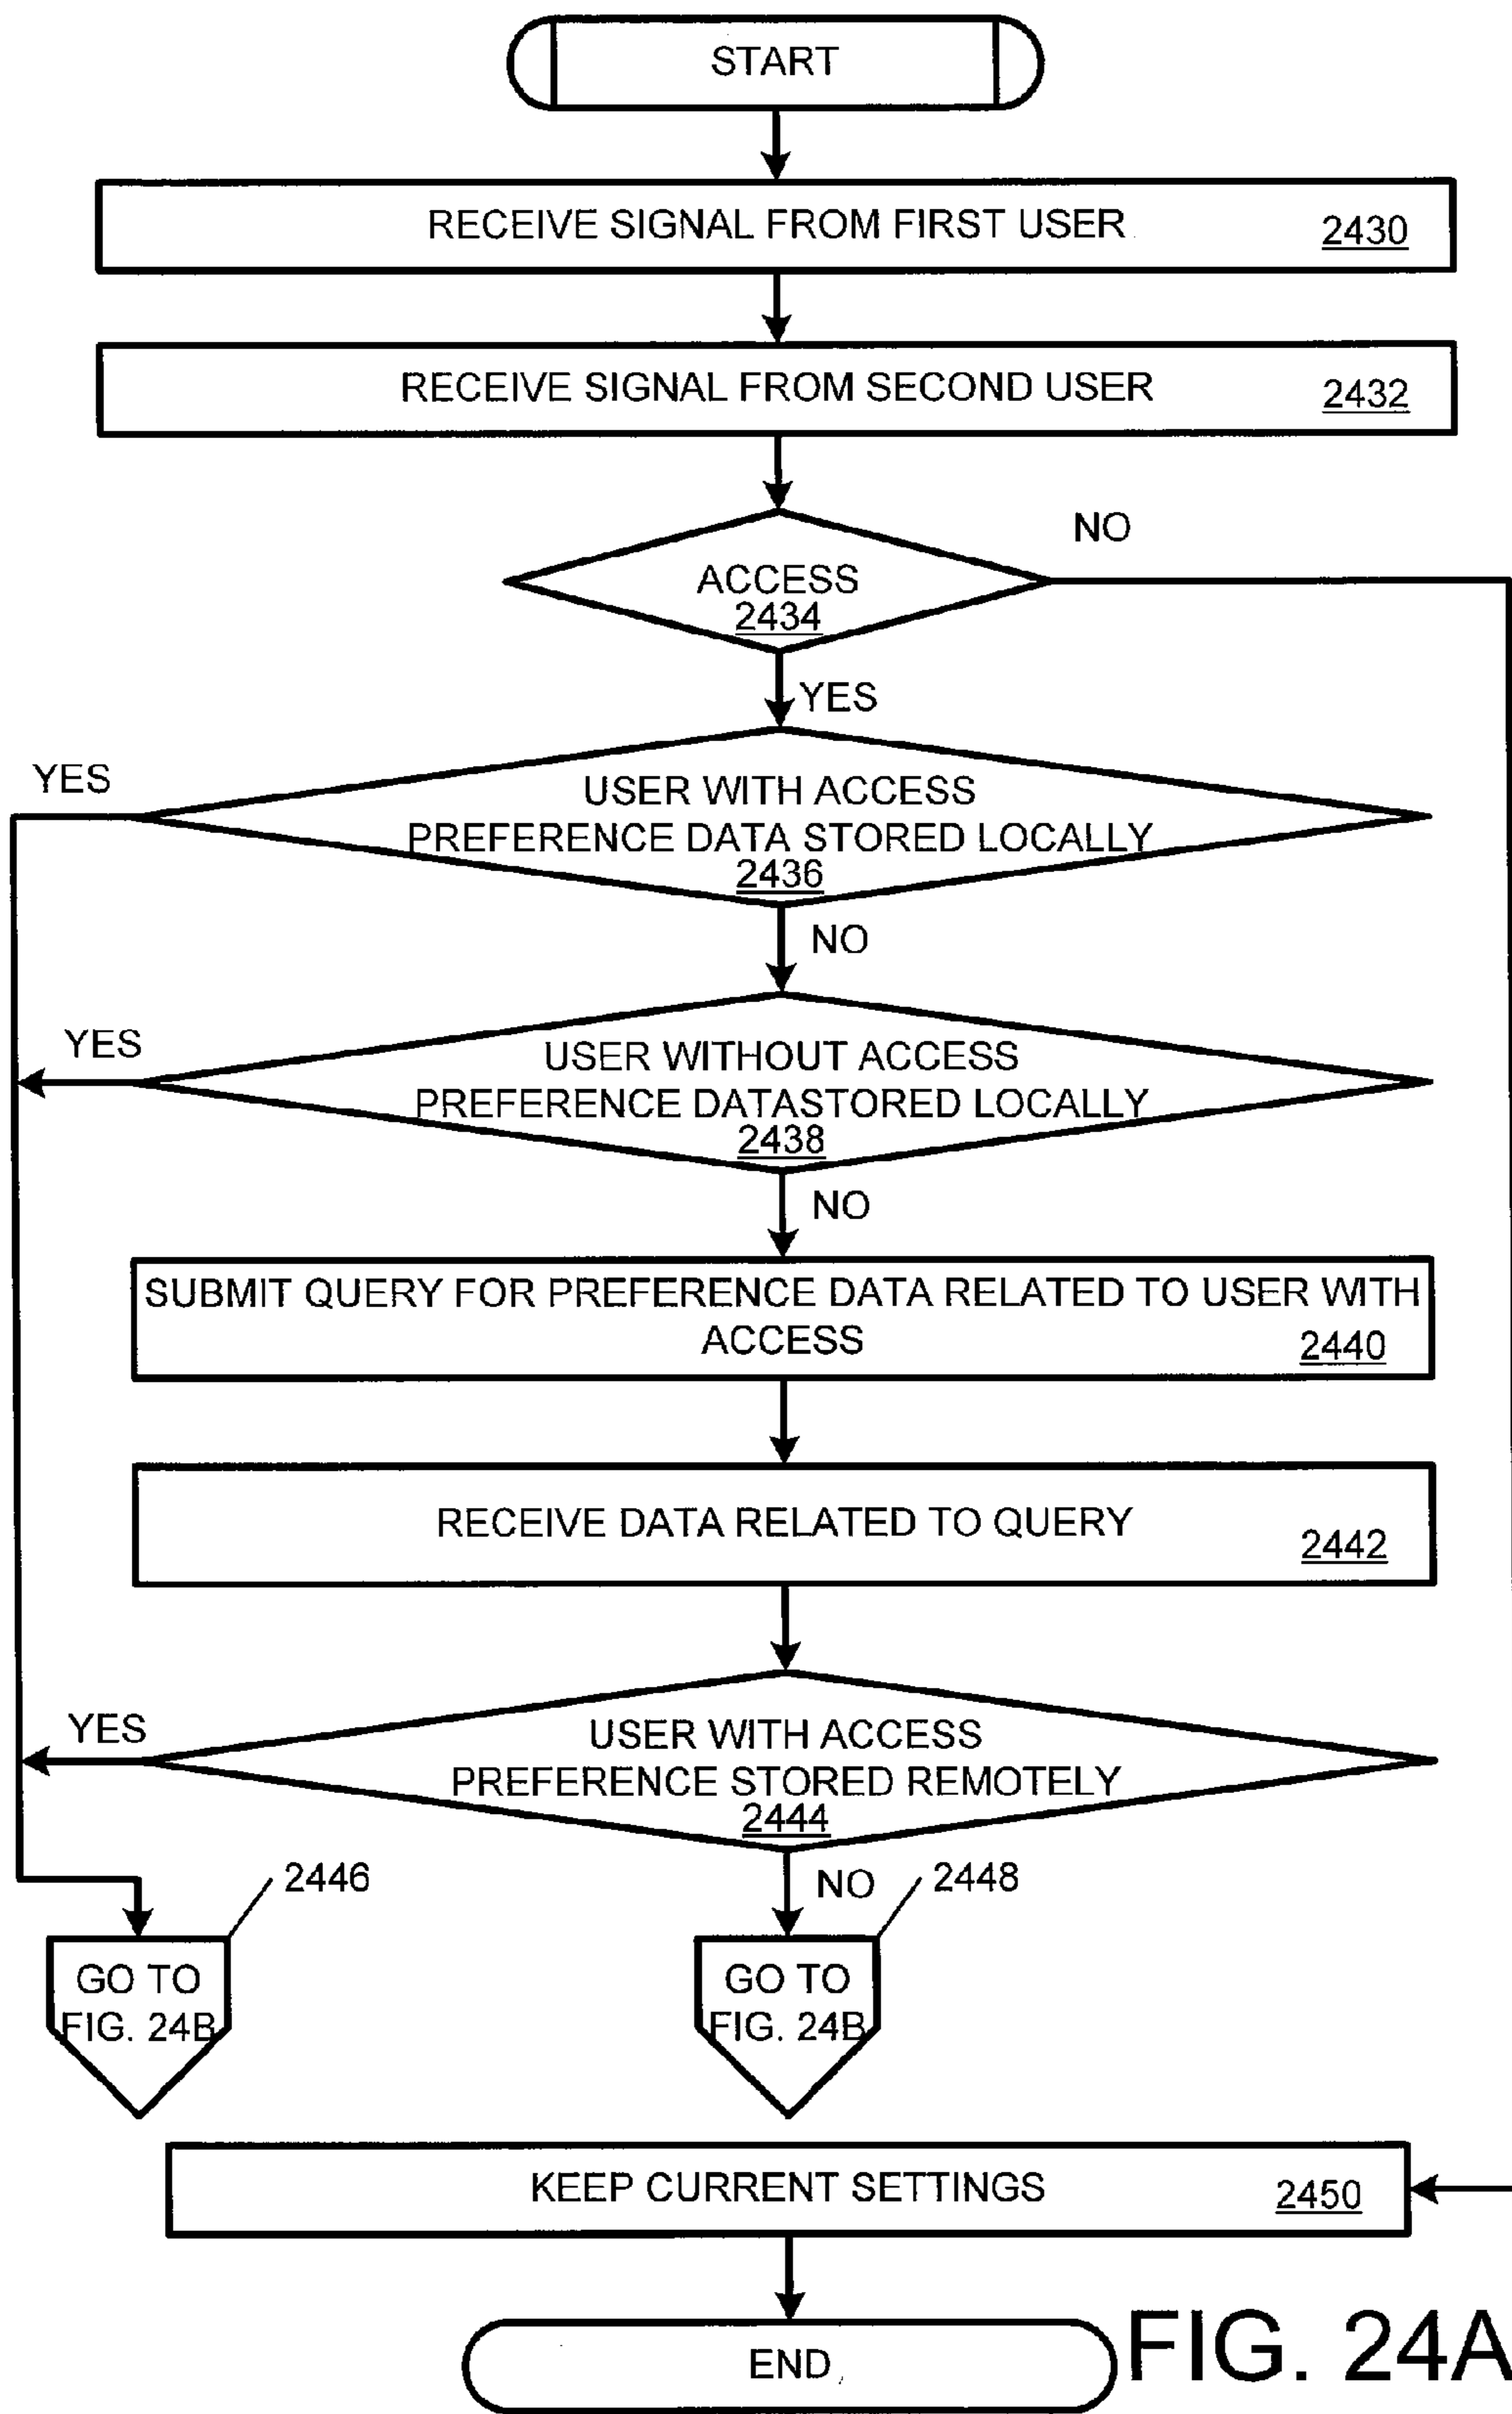 START
RECEIVE SIGNAL FROM FIRST USER 2430
RECEIVE SIGNAL FROM SECOND USER 2432
NO
ACCESS
2434
YES
YES
USER WITH ACCESS
PREFERENCE DATA STORED LOCALLY
2436
NO
YES
USER WITHOUT ACCESS
PREFERENCE DATASTORED LOCALLY
2438
NO
SUBMIT QUERY FOR PREFERENCE DATA RELATED TO USER WITH
ACCESS 2440
RECEIVE DATA RELATED TO QUERY 2442
YES
USER WITH ACCESS
PREFERENCE STORED REMOTELY
2444
2446
NO
2448
GO TO
FIG. 24B
GO TO
FIG. 24B
KEEP CURRENT SETTINGS 2450
END
FIG. 24A